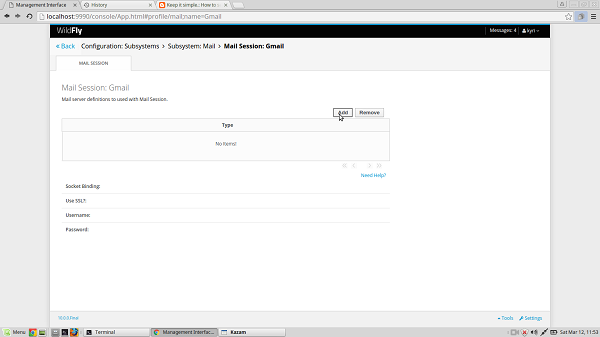 Management Interface
History
Keep it simple.: How to s
localhost:9990/console/App.html#profile/mail;name=Gmail
WildFly
Messages: 4
kyri
« Back
Configuration: Subsystems > Subsystem: Mail > Mail Session: Gmail
MAIL SESSION
Mail Session: Gmail
Mail server definitions to used with Mail Session.
Add
Remove
Type
No Items!
Need Help?
Socket Binding:
Use SSL?:
Username:
Password:
10.0.0.Final
Tools
Settings
Menu
Terminal
Management Interfac...
Kazam
Sat Mar 12, 11:53